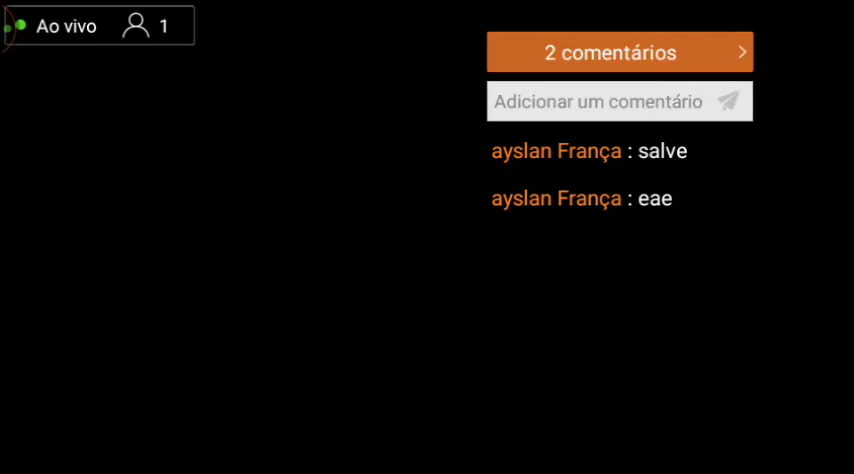 Ao vivo 1
2 comentários
Adicionar um comentário
ayslan França : salve
ayslan França : eae